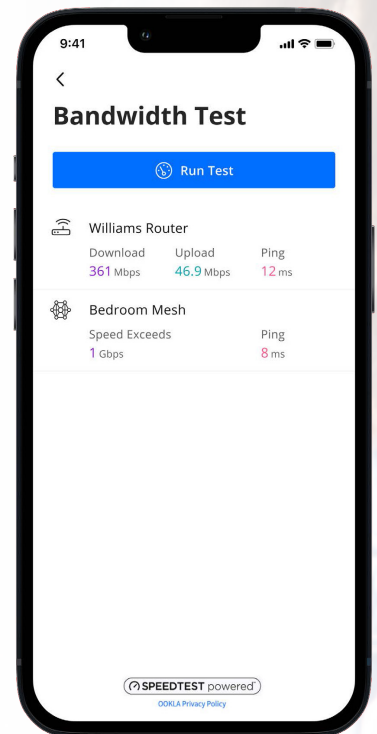 9:41
Bandwidth Test
Run Test
Williams Router
Download Upload Ping
361 Mbps 46.9 Mbps 12 ms
Bedroom Mesh
Speed Exceeds Ping
1 Gbps 8 ms
SPEEDTEST powered
OOKLA Privacy Policy